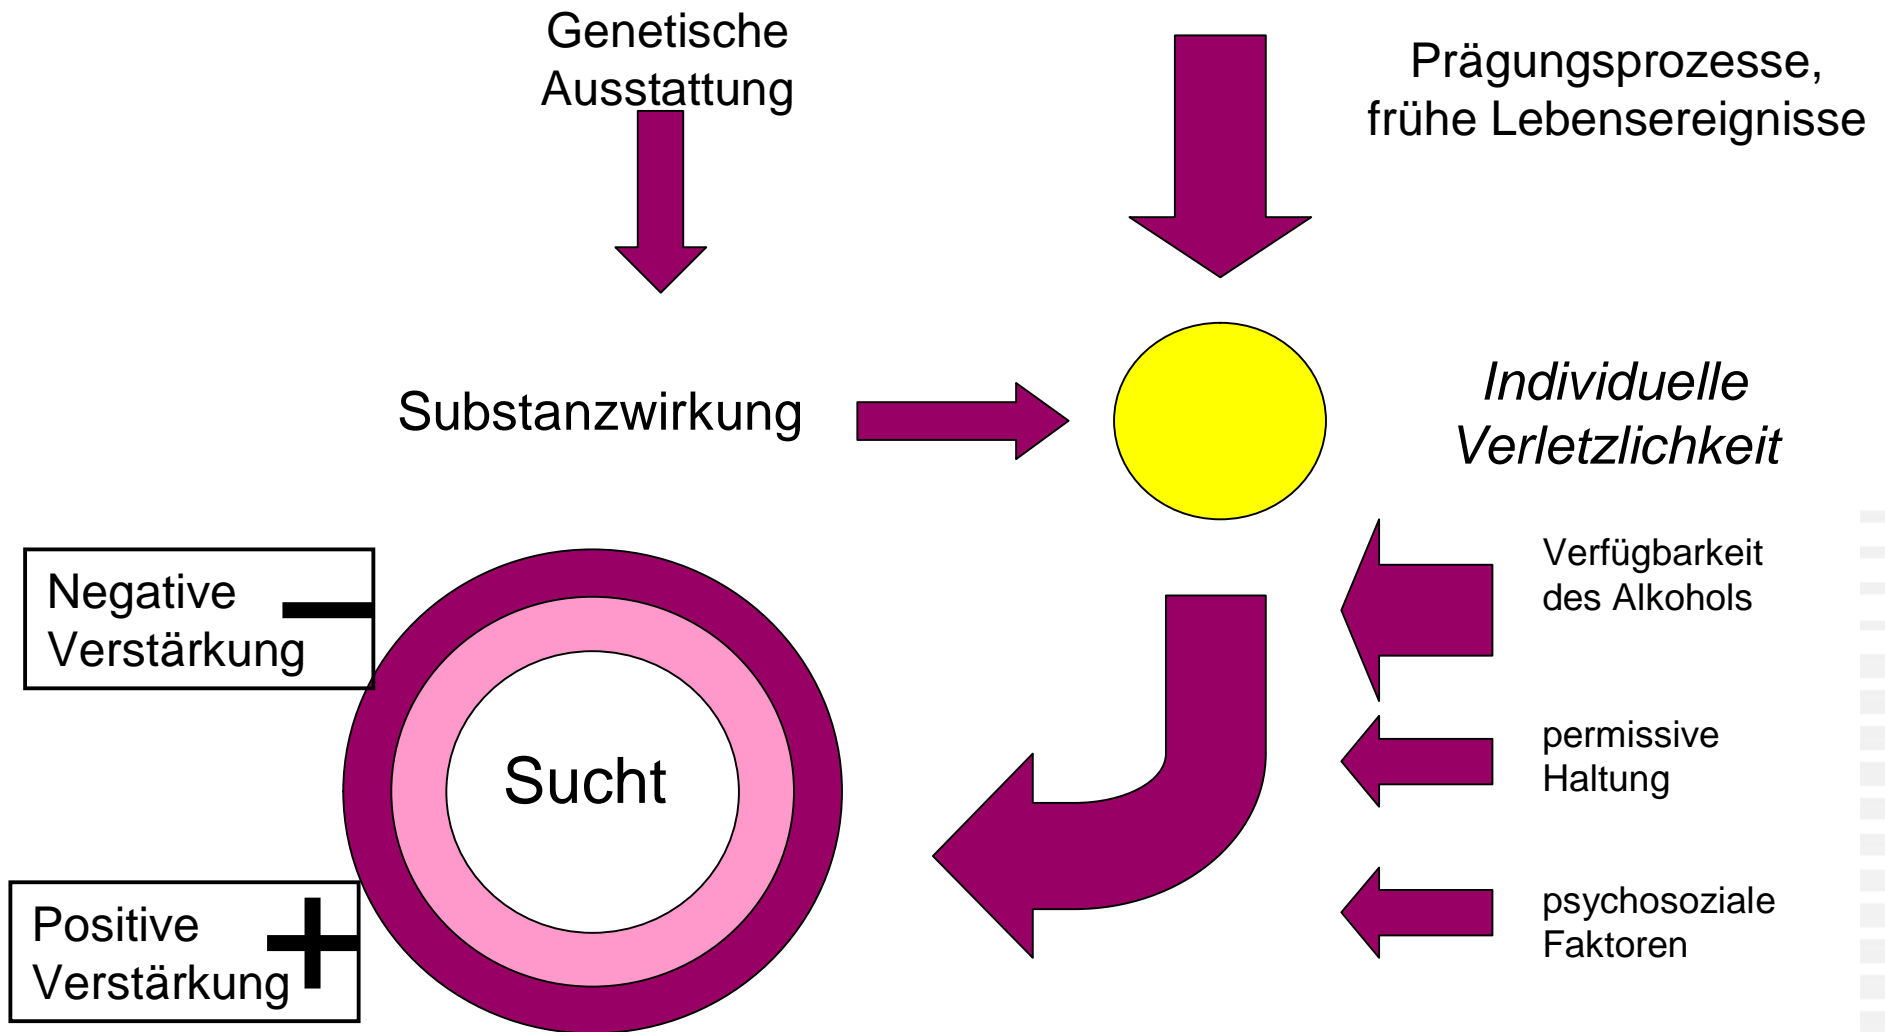 Genetische
Ausstattung
Prägungsprozesse,
frühe Lebensereignisse
Substanzwirkung
Individuelle
Verletzlichkeit
Negative
Verstärkung
Verfügbarkeit
des Alkohols
Sucht
permissive
Haltung
Positive
Verstärkung
psychosoziale
Faktoren